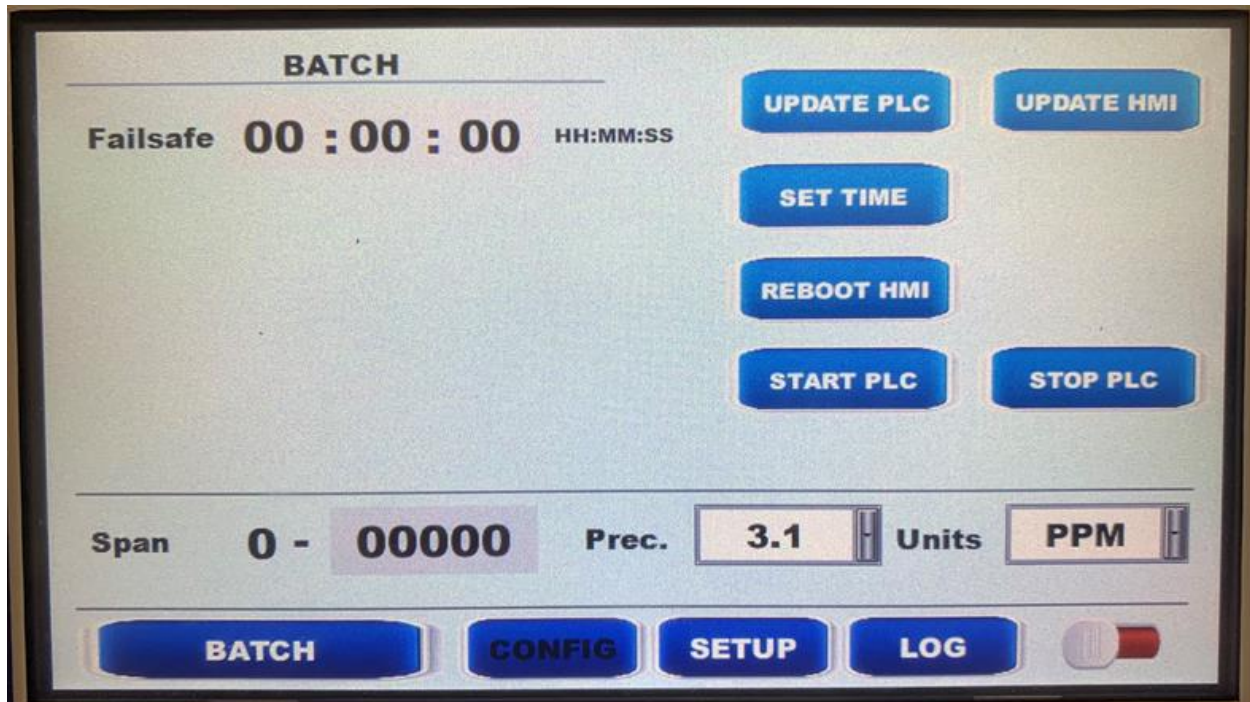 BATCH
Failsafe 00 : 00 : 00 HH:MM:SS
UPDATE PLC UPDATE HMI
SET TIME
REBOOT HMI
START PLC STOP PLC
Span 0 - 00000 Prec. 3.1 Units PPM
BATCH CONFIG SETUP LOG